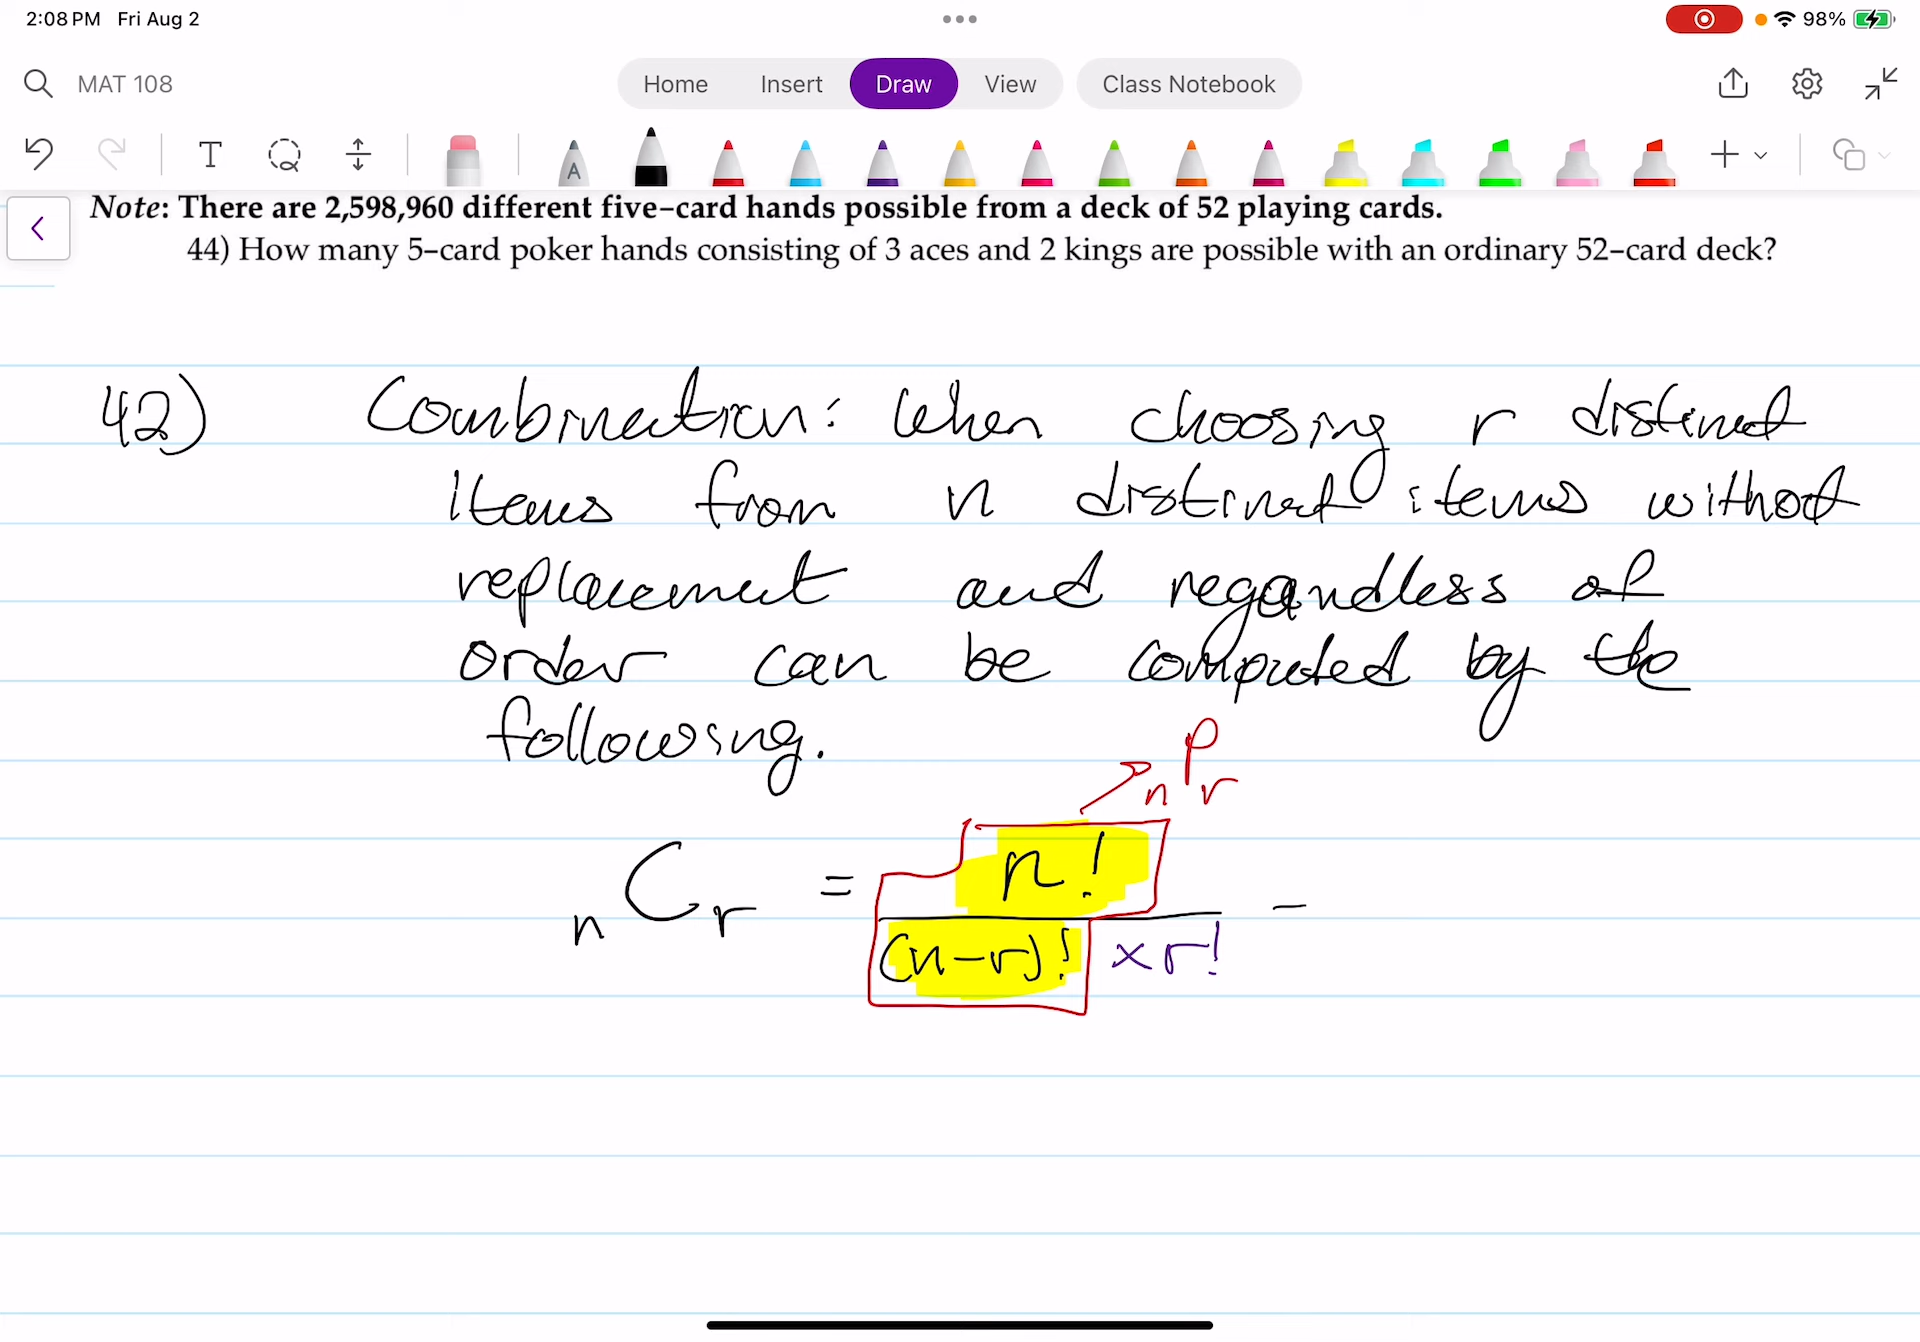 2:08 PM Fri Aug 2
98%
MAT 108
Home Insert Draw View Class Notebook
T
A
Note: There are 2,598,960 different five-card hands possible from a deck of 52 playing cards.
44) How many 5-card poker hands consisting of 3 aces and 2 kings are possible with an ordinary 52-card deck?
42) Combination: When choosing r distinct
items from n distinct items without
replacement and regardless of
order can be computed by the
following.
nPr
nCr = n! -
(n-r)! x r!